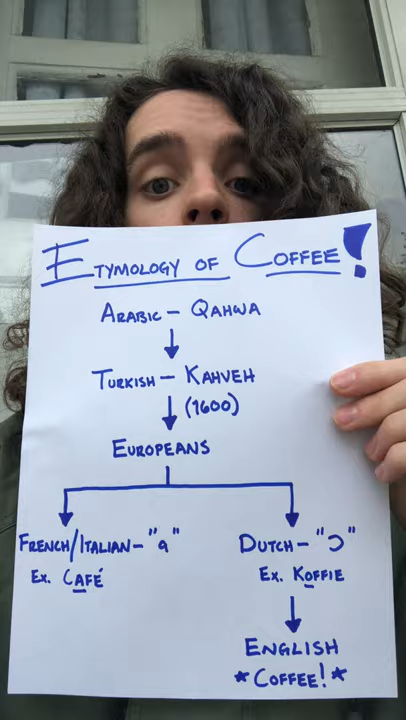 ETYMOLOGY OF COFFEE!
ARABIC – QAHWA
TURKISH – KAHVEH
(1600)
EUROPEANS
FRENCH/ITALIAN – "a"
EX. CAFÉ
DUTCH – "Ɔ"
EX. KOFFIE
ENGLISH
*COFFEE!*